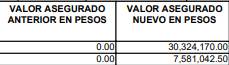 VALOR ASEGURADO VALOR ASEGURADO
ANTERIOR EN PESOS NUEVO EN PESOS
0.00 30,324,170.00
0.00 7,581,042.50